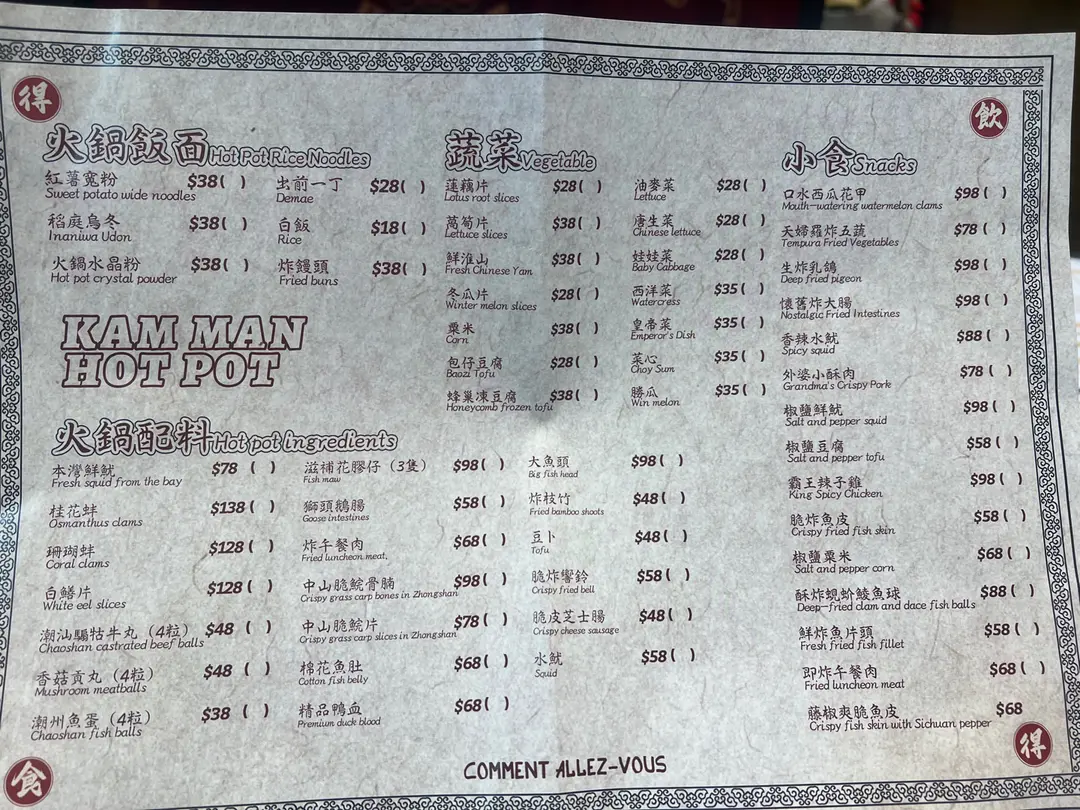 得
飲
火鍋飯面 Hot Pot Rice Noodles
紅薯寬粉 $38( )
Sweet potato wide noodles
稻庭烏冬 $38( )
Inaniwa Udon
火鍋水晶粉 $38( )
Hot pot crystal powder
出前一丁 $28( )
Demae
白飯 $18( )
Rice
炸饅頭 $38( )
Fried buns
KAM MAN
HOT POT
蔬菜 Vegetable
蓮藕片 $28( )
Lotus root slices
萵筍片 $38( )
Lettuce slices
鮮淮山 $38( )
Fresh Chinese Yam
冬瓜片 $28( )
Winter melon slices
粟米 $38( )
Corn
包仔豆腐 $28( )
Baozi Tofu
蜂巢凍豆腐 $38( )
Honeycomb frozen tofu
油麥菜 $28( )
Lettuce
唐生菜 $28( )
Chinese lettuce
娃娃菜 $28( )
Baby Cabbage
西洋菜 $35( )
Watercress
皇帝菜 $35( )
Emperor's Dish
菜心 $35( )
Choy Sum
勝瓜 $35( )
Win melon
小食 Snacks
口水西瓜花甲 $98( )
Mouth-watering watermelon clams
天婦羅炸五蔬 $78( )
Tempura Fried Vegetables
生炸乳鴿 $98( )
Deep fried pigeon
懷舊炸大腸 $98( )
Nostalgic Fried Intestines
香辣水魷 $88( )
Spicy squid
外婆小酥肉 $78( )
Grandma's Crispy Pork
椒鹽鮮魷 $98( )
Salt and pepper squid
椒鹽豆腐 $58( )
Salt and pepper tofu
霸王辣子雞 $98( )
King Spicy Chicken
脆炸魚皮 $58( )
Crispy fried fish skin
椒鹽粟米 $68( )
Salt and pepper corn
酥炸蜆蚧鯪魚球 $88( )
Deep-fried clam and dace fish balls
鮮炸魚片頭 $58( )
Fresh fried fish fillet
即炸午餐肉 $68( )
Fried luncheon meat
藤椒爽脆魚皮 $68
Crispy fish skin with Sichuan pepper
火鍋配料 Hot pot ingredients
本灣鮮魷 $78 ( )
Fresh squid from the bay
桂花蚌 $138( )
Osmanthus clams
珊瑚蚌 $128( )
Coral clams
白鱔片 $128( )
White eel slices
潮汕騸牯牛丸（4粒） $48 ( )
Chaoshan castrated beef balls
香菇貢丸（4粒） $48 ( )
Mushroom meatballs
潮州魚蛋（4粒） $38 ( )
Chaoshan fish balls
滋補花膠仔（3隻） $98( )
Fish maw
獅頭鵝腸 $58( )
Goose intestines
炸午餐肉 $68( )
Fried luncheon meat,
中山脆鯇骨腩 $98( )
Crispy grass carp bones in Zhongshan
中山脆鯇片 $78( )
Crispy grass carp slices in Zhongshan
棉花魚肚 $68( )
Cotton fish belly
精品鴨血 $68( )
Premium duck blood
大魚頭 $98( )
Big fish head
炸枝竹 $48( )
Fried bamboo shoots
豆卜 $48( )
Tofu
脆炸響鈴 $58( )
Crispy fried bell
脆皮芝士腸 $48( )
Crispy cheese sausage
水魷 $58( )
Squid
COMMENT ALLEZ-VOUS
食
得